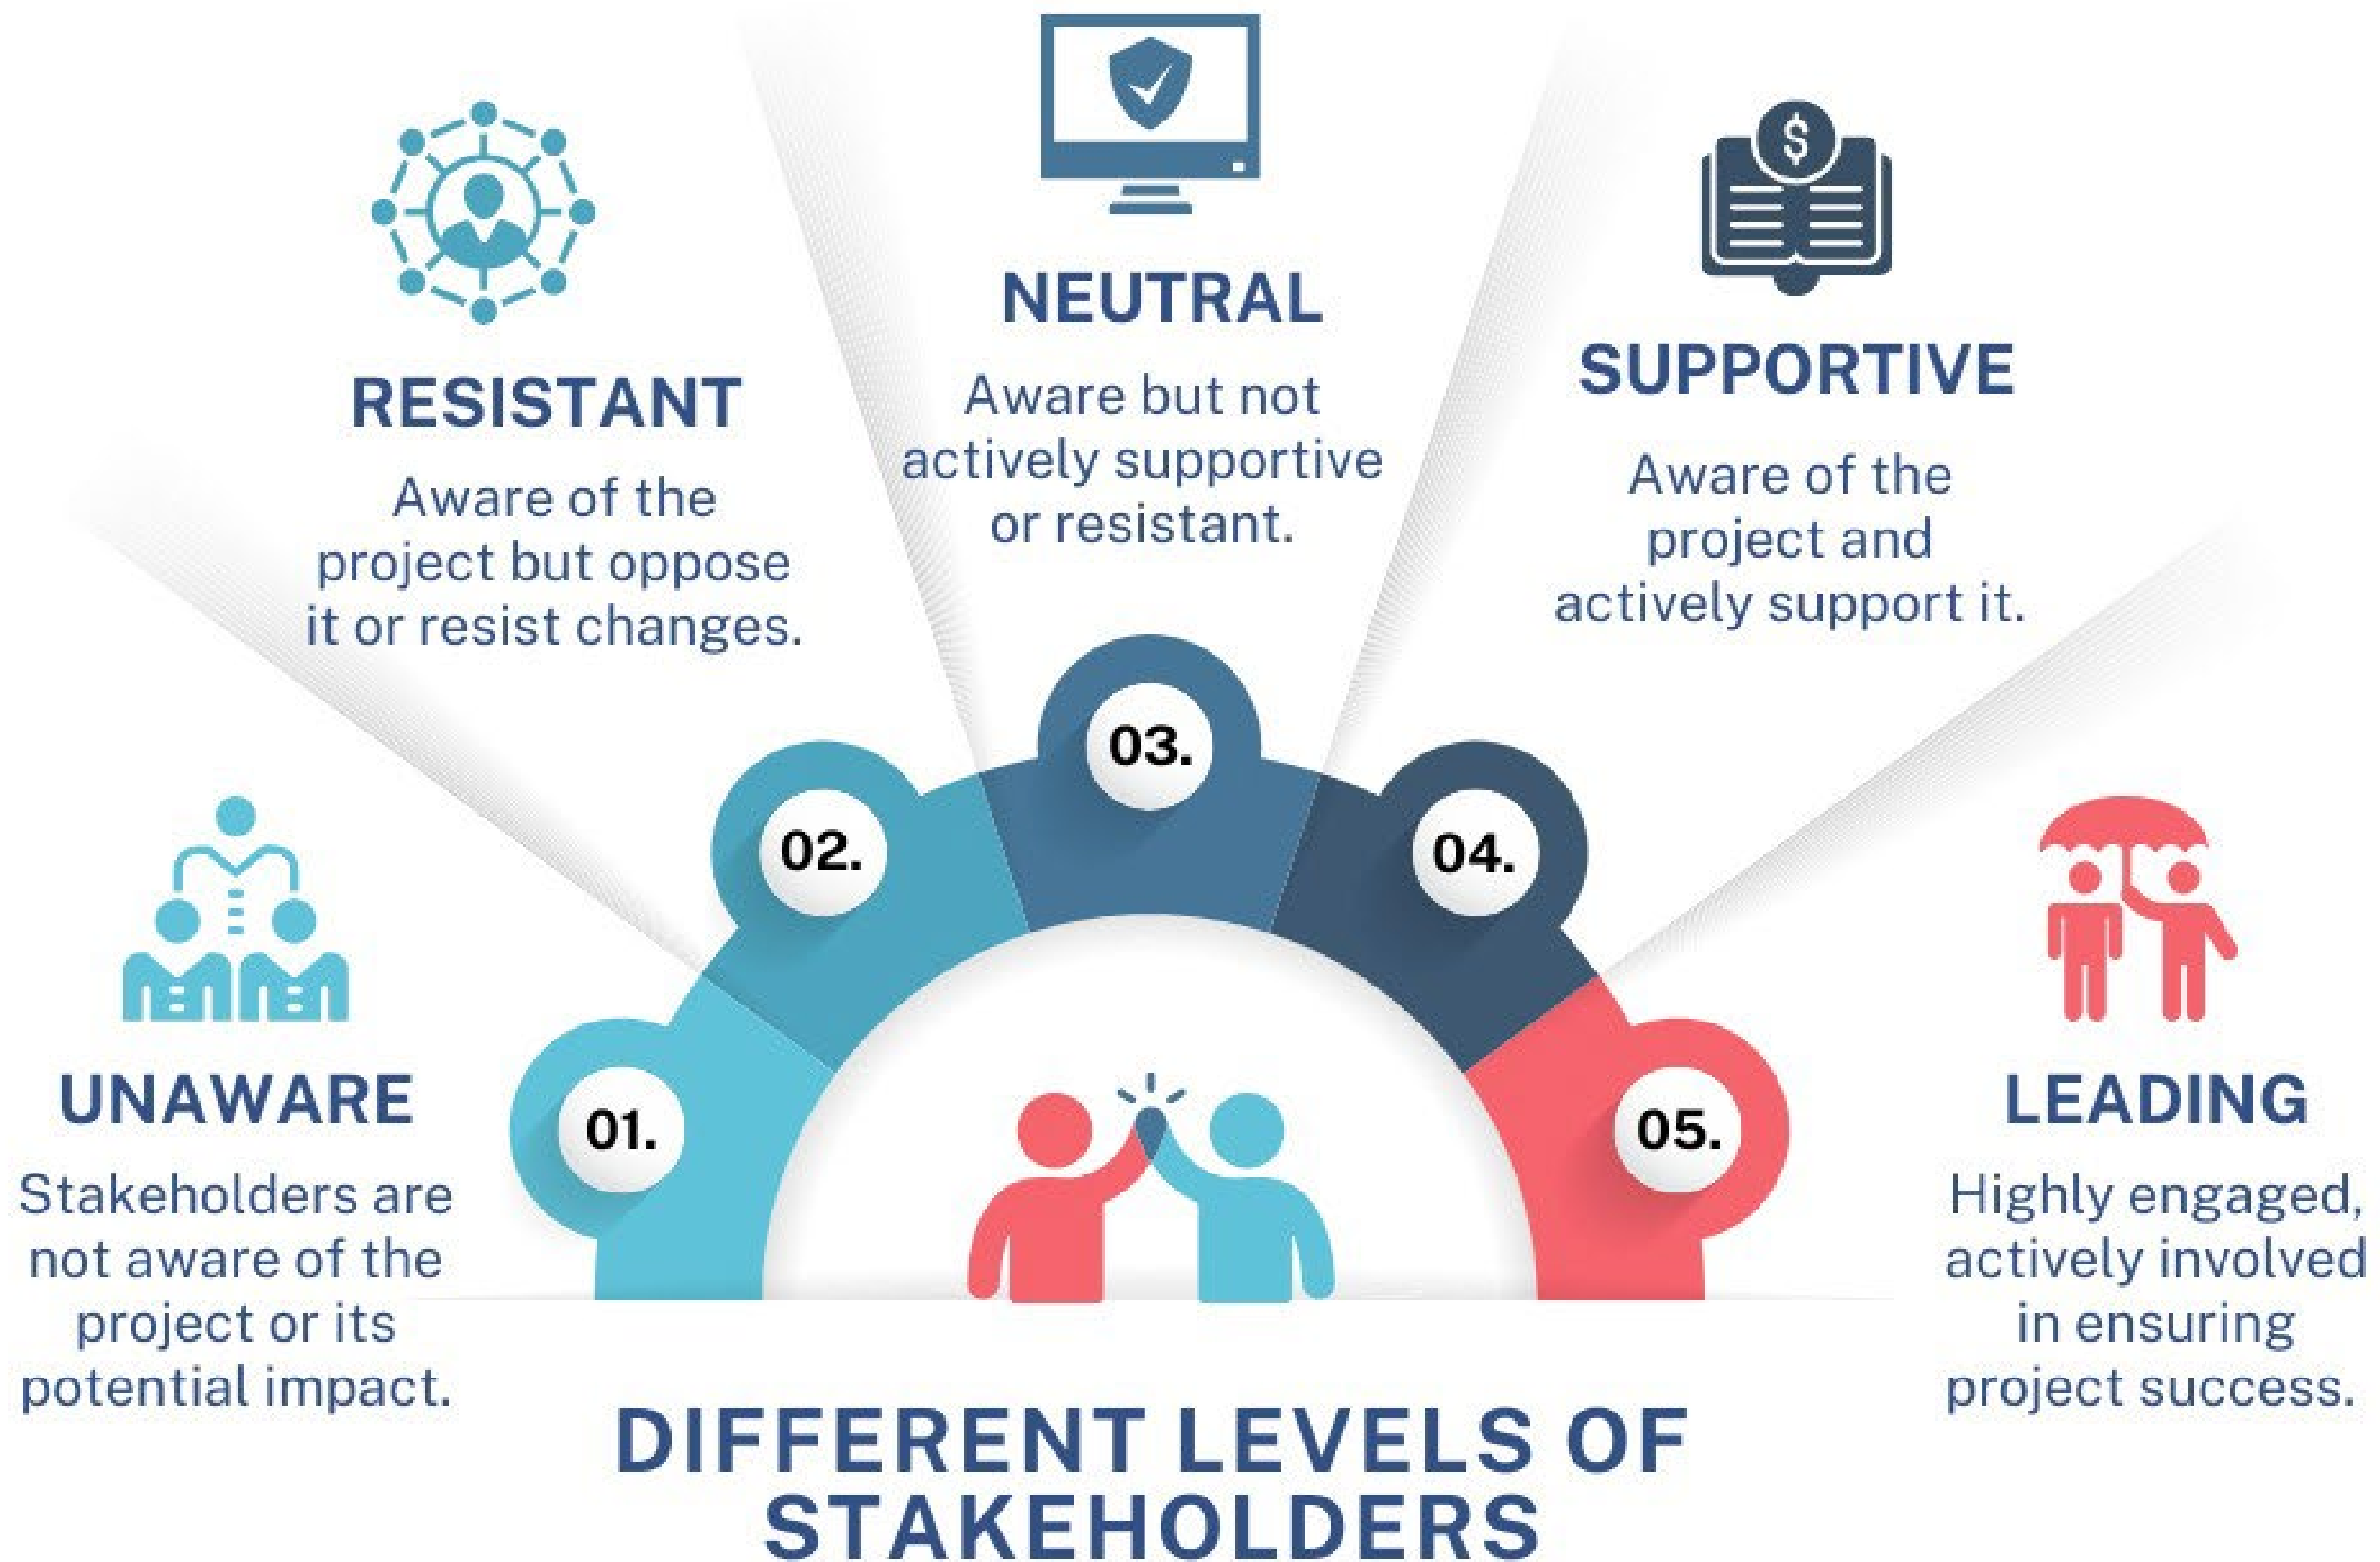 01.
UNAWARE
Stakeholders are
not aware of the
project or its
potential impact.
02.
RESISTANT
Aware of the
project but oppose
it or resist changes.
03.
NEUTRAL
Aware but not
actively supportive
or resistant.
04.
$
SUPPORTIVE
Aware of the
project and
actively support it.
05.
LEADING
Highly engaged,
actively involved
in ensuring
project success.
DIFFERENT LEVELS OF
STAKEHOLDERS